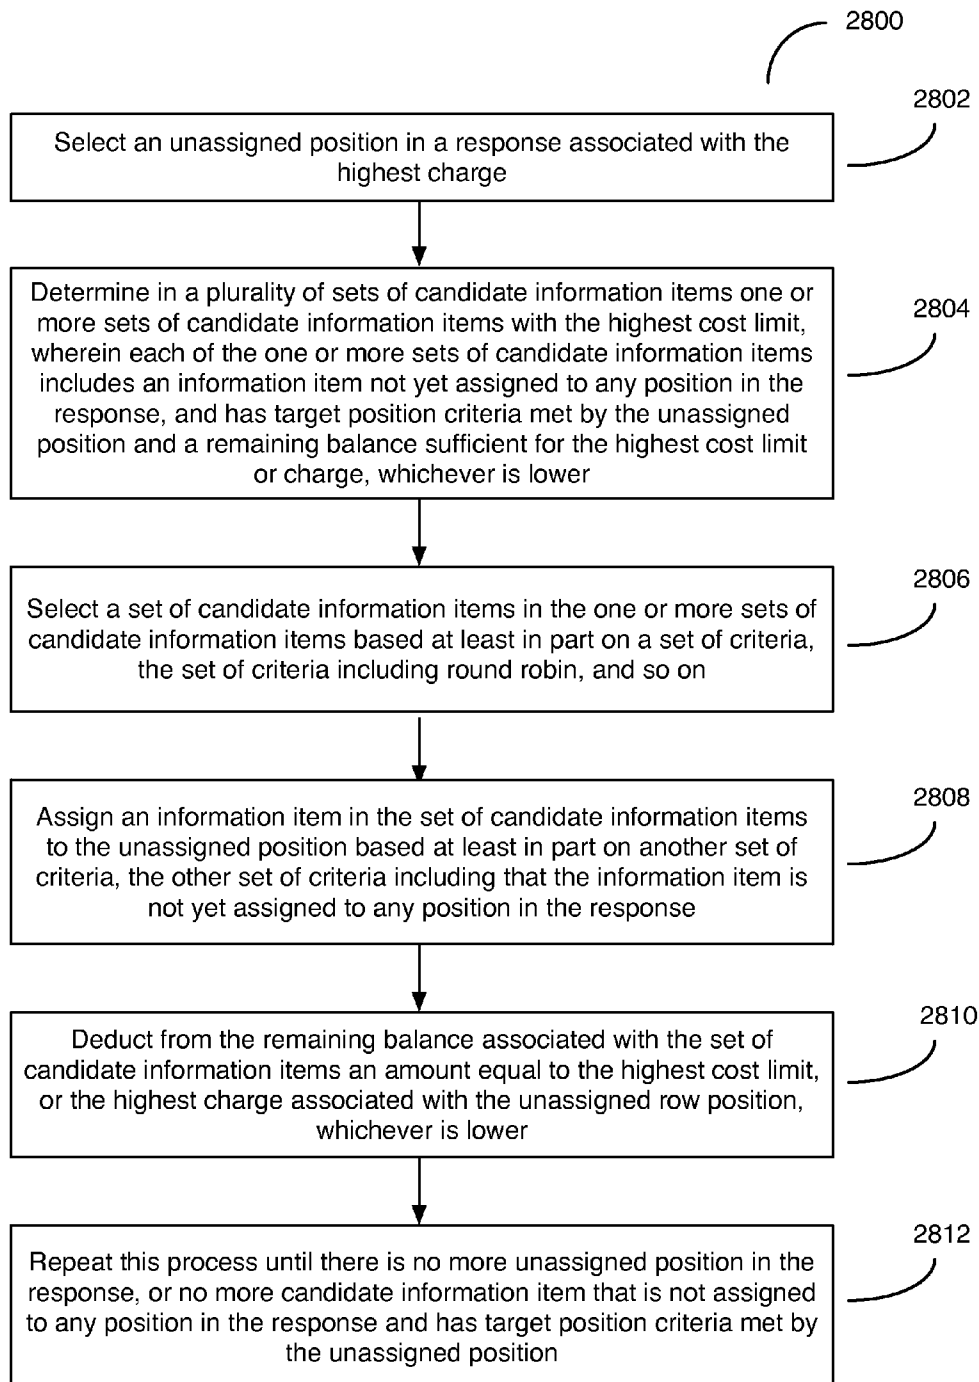 2800
2802
Select an unassigned position in a response associated with the
highest charge
2804
Determine in a plurality of sets of candidate information items one or
more sets of candidate information items with the highest cost limit,
wherein each of the one or more sets of candidate information items
includes an information item not yet assigned to any position in the
response, and has target position criteria met by the unassigned
position and a remaining balance sufficient for the highest cost limit
or charge, whichever is lower
2806
Select a set of candidate information items in the one or more sets of
candidate information items based at least in part on a set of criteria,
the set of criteria including round robin, and so on
2808
Assign an information item in the set of candidate information items
to the unassigned position based at least in part on another set of
criteria, the other set of criteria including that the information item is
not yet assigned to any position in the response
2810
Deduct from the remaining balance associated with the set of
candidate information items an amount equal to the highest cost limit,
or the highest charge associated with the unassigned row position,
whichever is lower
2812
Repeat this process until there is no more unassigned position in the
response, or no more candidate information item that is not assigned
to any position in the response and has target position criteria met by
the unassigned position